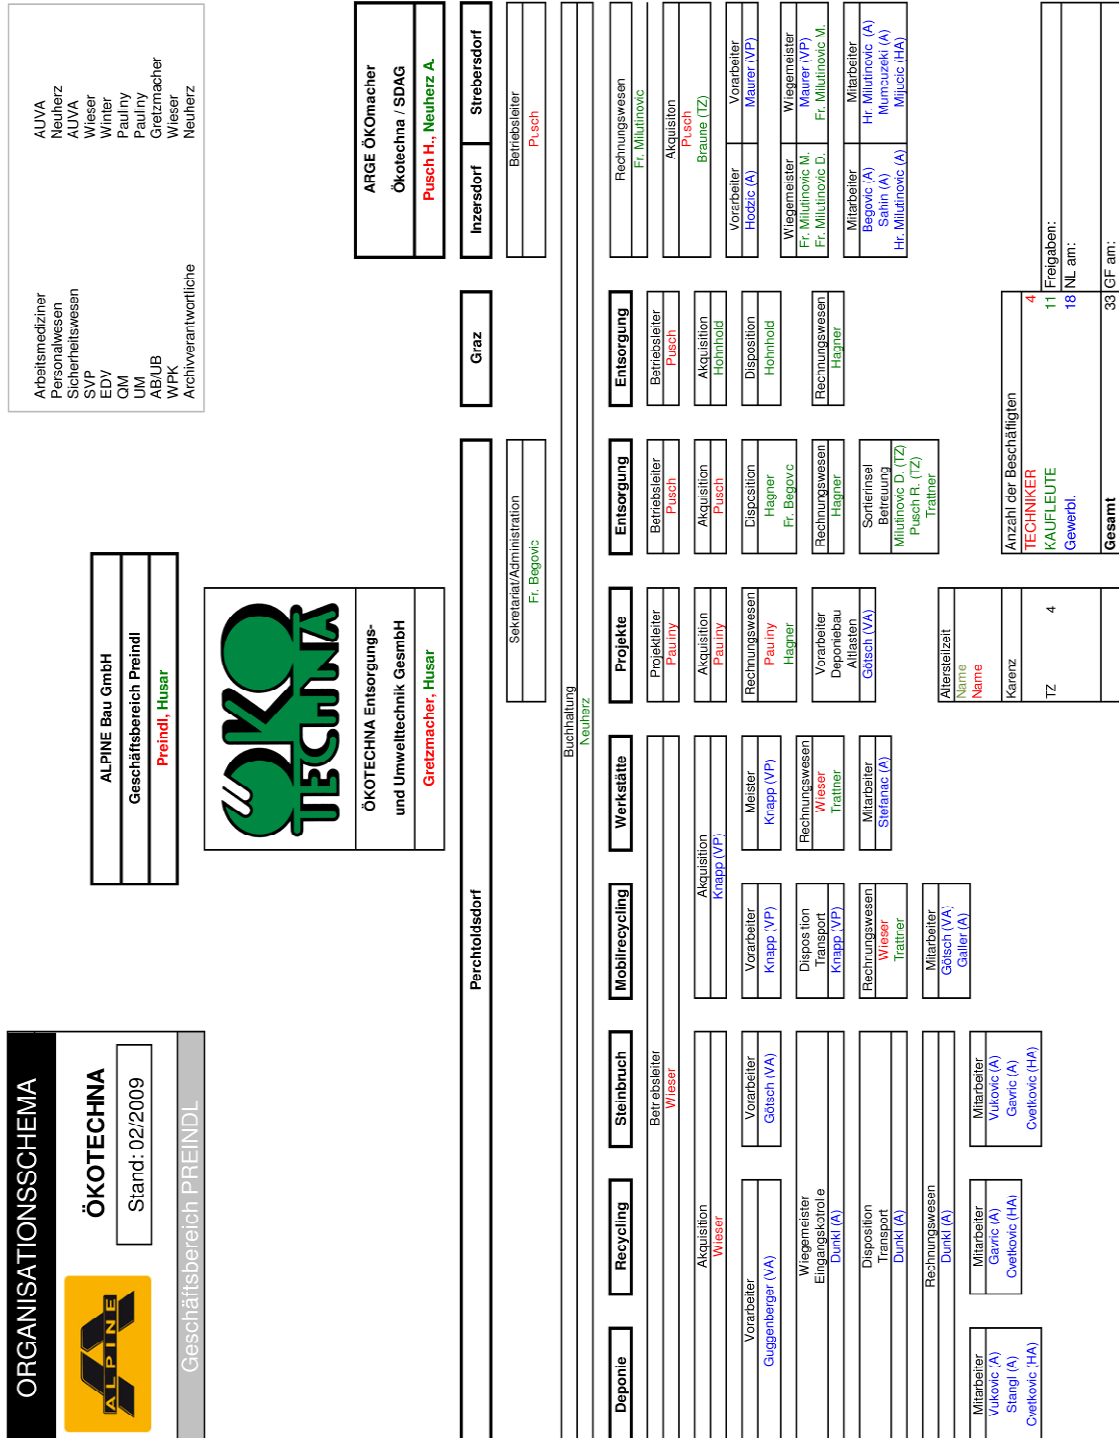 ORGANISATIONSSCHEMA
ALPINE
ÖKOTECHNA
Stand: 02/2009
Geschäftsbereich PREINDL
ALPINE Bau GmbH
Geschäftsbereich Preindl
Preindl, Husar
ÖKO
TECHNA
ÖKOTECHNA Entsorgungs-
und Umwelttechnik GesmbH
Gretzmacher, Husar
Arbeitsmediziner AUVA
Personalwesen Neuherz
Sicherheitswesen AUVA
SVP Wieser
EDV Winter
QM Pauliny
UM Pauliny
AB/UB Gretzmacher
WPK Wieser
Archivverantwortliche Neuherz
ARGE ÖKOmacher
Ökotechna / SDAG
Pusch H., Neuherz A.
Perchtoldsdorf
Graz
Inzersdorf
Strebersdorf
Sekretariat/Administration
Fr. Begovic
Betriebsleiter
Pusch
Buchhaltung
Neuherz
Deponie
Recycling
Steinbruch
Mobilrecycling
Werkstätte
Projekte
Entsorgung
Entsorgung
Betriebsleiter
Wieser
Akquisition
Wieser
Vorarbeiter
Guggenberger (VA)
Vorarbeiter
Götsch (VA)
Wiegemeister
Eingangskotrolle
Dunkl (A)
Disposition
Transport
Dunkl (A)
Rechnungswesen
Dunkl (A)
Mitarbeiter
Vukovic (A)
Stangl (A)
Cvetkovic (HA)
Mitarbeiter
Gavric (A)
Cvetkovic (HA)
Mitarbeiter
Vukovic (A)
Gavric (A)
Cvetkovic (HA)
Akquisition
Knapp (VP)
Vorarbeiter
Knapp (VP)
Disposition
Transport
Knapp (VP)
Rechnungswesen
Wieser
Trattner
Mitarbeiter
Götsch (VA)
Galler (A)
Meister
Knapp (VP)
Rechnungswesen
Wieser
Trattner
Mitarbeiter
Stefanac (A)
Projektleiter
Pauliny
Akquisition
Pauliny
Rechnungswesen
Pauliny
Hagner
Vorarbeiter
Deponiebau
Altlasten
Götsch (VA)
Betriebsleiter
Pusch
Akquisition
Pusch
Disposition
Hagner
Fr. Begovic
Rechnungswesen
Hagner
Sortierinsel
Betreuung
Milutinovic D. (TZ)
Pusch R. (TZ)
Trattner
Betriebsleiter
Pusch
Akquisition
Hohnhold
Disposition
Hohnhold
Rechnungswesen
Hagner
Rechnungswesen
Fr. Milutinovic
Akquisiton
Pusch
Braune (TZ)
Vorarbeiter
Hodzic (A)
Vorarbeiter
Maurer (VP)
Wiegemeister
Fr. Milutinovic M.
Fr. Milutinovic D.
Wiegemeister
Maurer (VP)
Fr. Milutinovic M.
Mitarbeiter
Begovic (A)
Sahin (A)
Hr. Milutinovic (A)
Mitarbeiter
Hr. Milutinovic (A)
Mumcuzeki (A)
Mijucic (HA)
Altersteilzeit
Name
Name
Karenz
TZ 4
Anzahl der Beschäftigten
TECHNIKER 4
KAUFLEUTE 11
Gewerbl. 18
Gesamt 33
Freigaben:
NL am:
GF am: